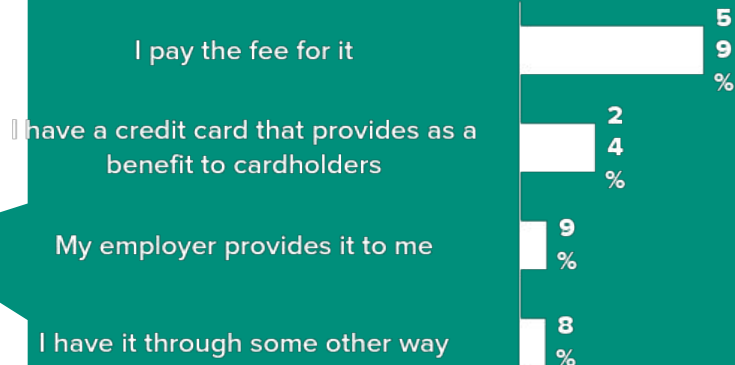 I pay the fee for it
5
9
%
I have a credit card that provides as a
benefit to cardholders
2
4
%
My employer provides it to me
9
%
I have it through some other way
8
%